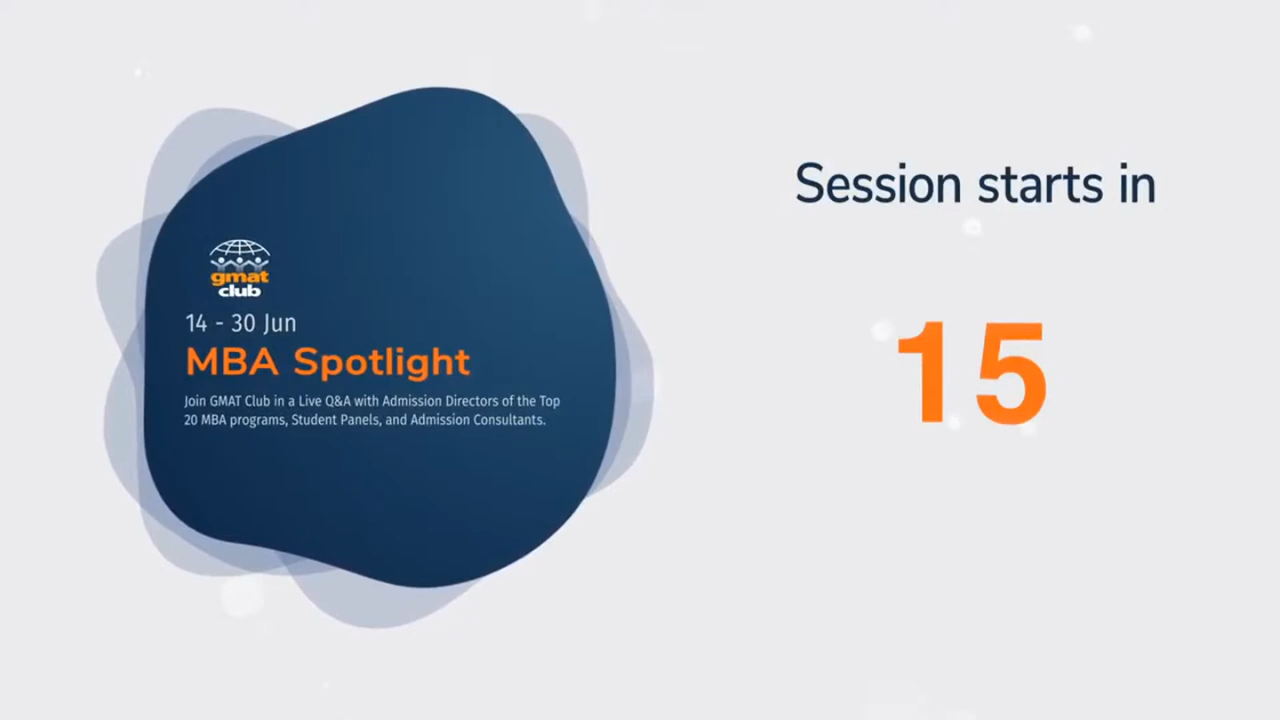 gmat
club
14 - 30 Jun
MBA Spotlight
Join GMAT Club in a Live Q&A with Admission Directors of the Top
20 MBA programs, Student Panels, and Admission Consultants.
Session starts in
15